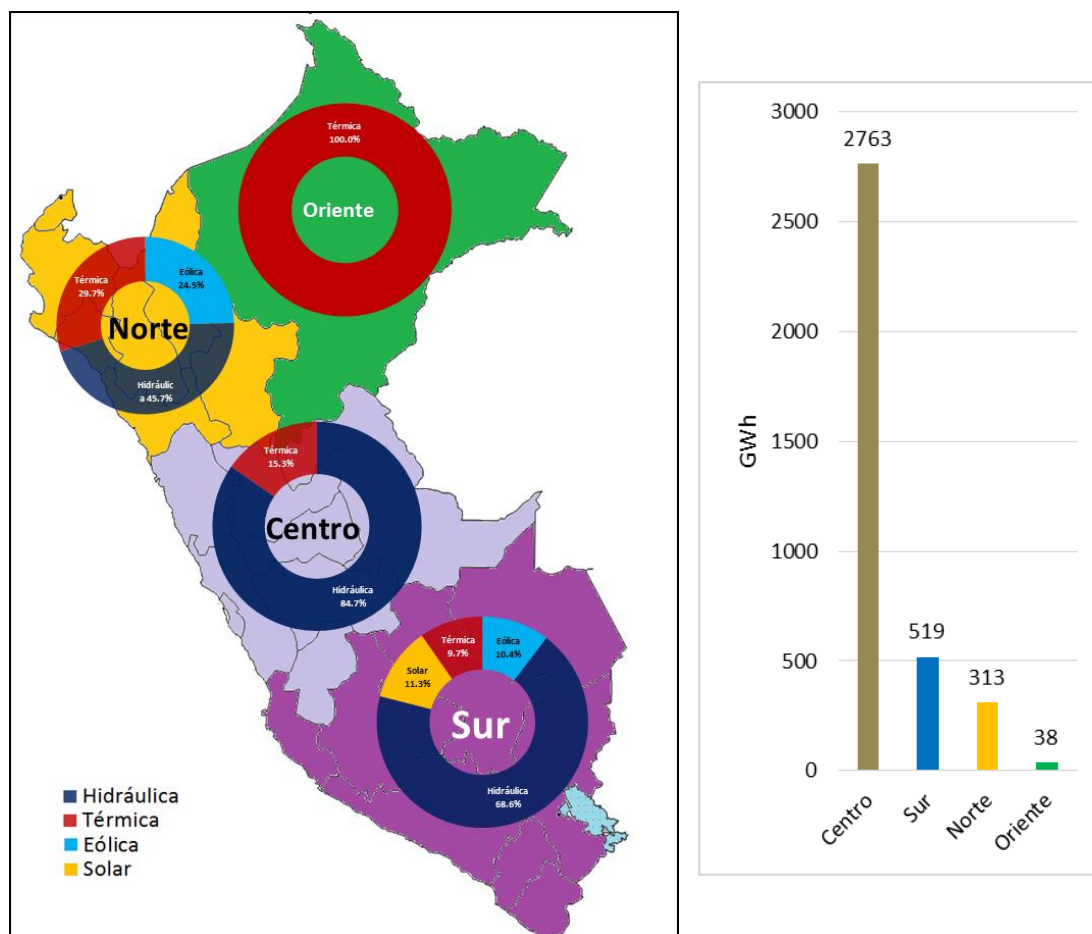 Térmica
100.0%
Oriente
Térmica
29.7%
Eólica
24.5%
Norte
Hidráulic
a 45.7%
Térmica
15.3%
Centro
Hidráulica
84.7%
Térmica
9.7%
Eólica
10.4%
Solar
11.3%
Sur
Hidráulica
68.6%
Hidráulica
Térmica
Eólica
Solar
3000
2500
2000
1500
1000
500
0
GWh
2763
519
313
38
Centro
Sur
Norte
Oriente